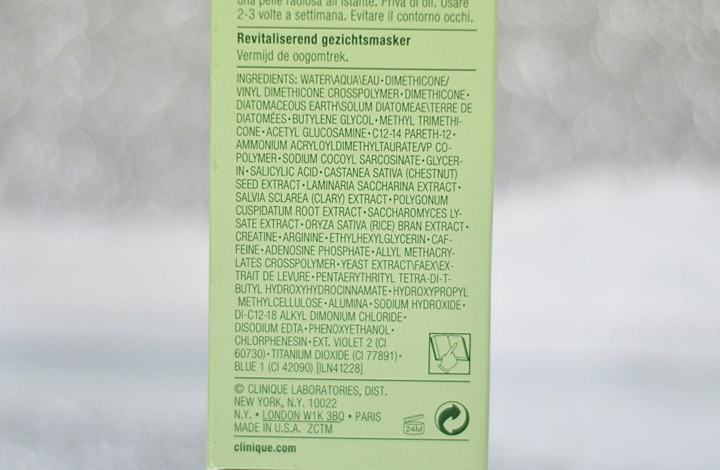 una pelle radiosa all'istante. Priva di oli. Usare
2-3 volte a settimana. Evitare il contorno occhi.
Revitaliserend gezichtsmasker
Vermijd de oogomtrek.
INGREDIENTS: WATER\AQUA\EAU • DIMETHICONE/
VINYL DIMETHICONE CROSSPOLYMER • DIMETHICONE •
DIATOMACEOUS EARTH\SOLUM DIATOMEAE\TERRE DE
DIATOMÉES • BUTYLENE GLYCOL • METHYL TRIMETHI-
CONE • ACETYL GLUCOSAMINE • C12-14 PARETH-12 •
AMMONIUM ACRYLOYLDIMETHYLTAURATE/VP CO-
POLYMER • SODIUM COCOYL SARCOSINATE • GLYCER-
IN • SALICYLIC ACID • CASTANEA SATIVA (CHESTNUT)
SEED EXTRACT • LAMINARIA SACCHARINA EXTRACT •
SALVIA SCLAREA (CLARY) EXTRACT • POLYGONUM
CUSPIDATUM ROOT EXTRACT • SACCHAROMYCES LY-
SATE EXTRACT • ORYZA SATIVA (RICE) BRAN EXTRACT •
CREATINE • ARGININE • ETHYLHEXYLGLYCERIN • CAF-
FEINE • ADENOSINE PHOSPHATE • ALLYL METHACRY-
LATES CROSSPOLYMER • YEAST EXTRACT\FAEX\EX-
TRAIT DE LEVURE • PENTAERYTHRITYL TETRA-DI-T-
BUTYL HYDROXYHYDROCINNAMATE • HYDROXYPROPYL
METHYLCELLULOSE • ALUMINA • SODIUM HYDROXIDE •
DI-C12-18 ALKYL DIMONIUM CHLORIDE •
DISODIUM EDTA • PHENOXYETHANOL •
CHLORPHENESIN • EXT. VIOLET 2 (CI
60730) • TITANIUM DIOXIDE (CI 77891) •
BLUE 1 (CI 42090) [ILN41228]
© CLINIQUE LABORATORIES, DIST.
NEW YORK, N.Y. 10022
N.Y. • LONDON W1K 3BQ • PARIS
MADE IN U.S.A. ZCTM
24M
clinique.com